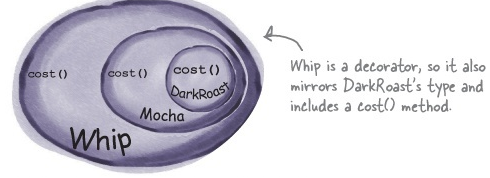 cost()
cost()
cost()
DarkRoast
Mocha
Whip
Whip is a decorator, so it also
mirrors DarkRoast's type and
includes a cost() method.